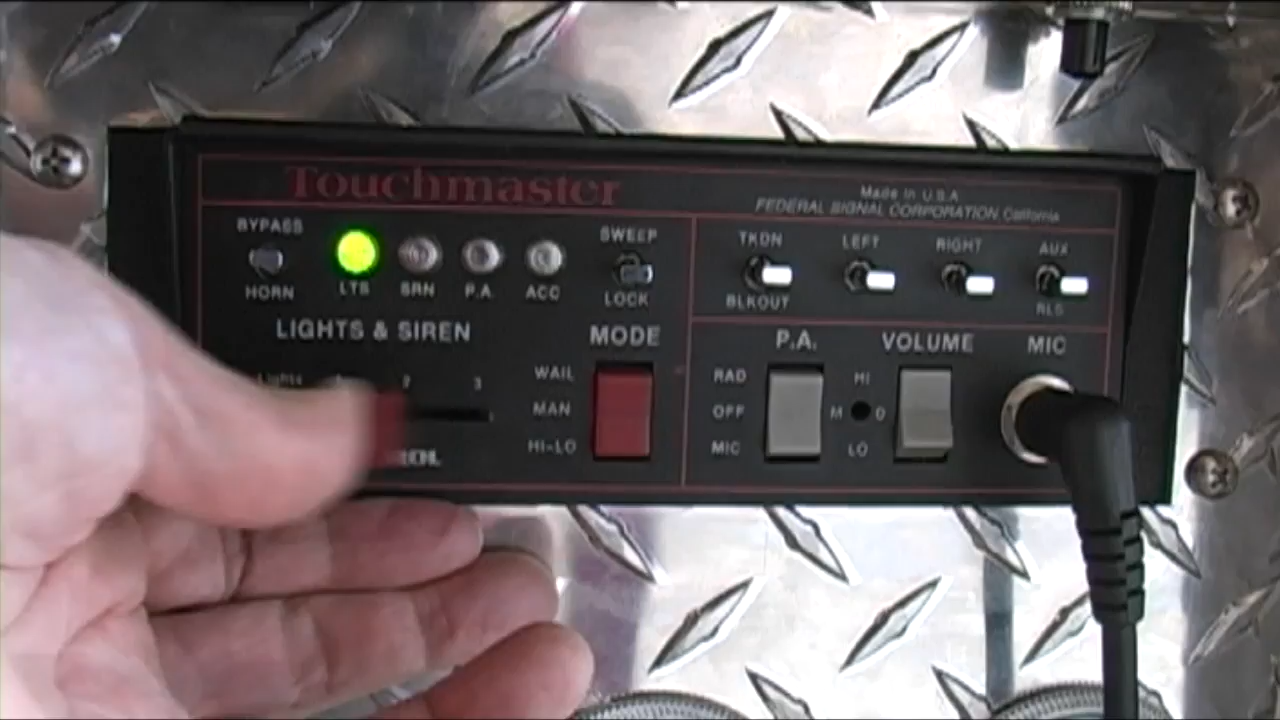 Touchmaster
Made in U.S.A
FEDERAL SIGNAL CORPORATION California
BYPASS
HORN
LTS SRN P.A. ACC
SWEEP
LOCK
TKDN LEFT RIGHT AUX
BLKOUT RLS
LIGHTS & SIREN
MODE
P.A. VOLUME MIC
Lights 2 3
WAIL
MAN
HI-LO
RAD
OFF
MIC
HI
M D
LO